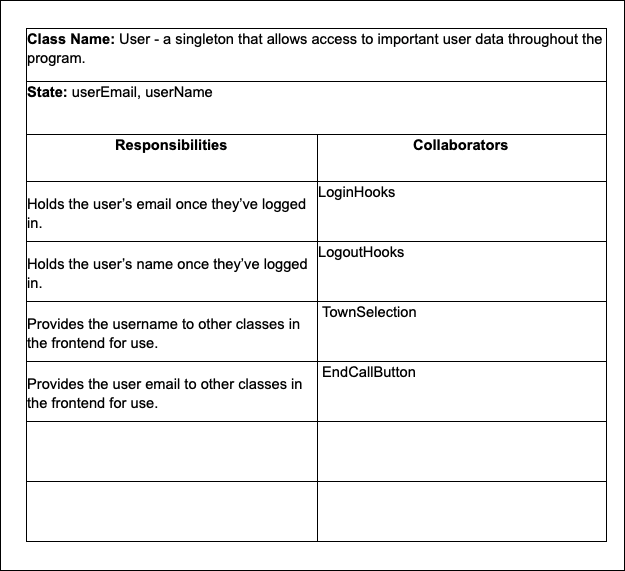 Class Name: User - a singleton that allows access to important user data throughout the
program.
State: userEmail, userName
Responsibilities
Collaborators
Holds the user’s email once they’ve logged
in.
LoginHooks
Holds the user’s name once they’ve logged
in.
LogoutHooks
Provides the username to other classes in
the frontend for use.
TownSelection
Provides the user email to other classes in
the frontend for use.
EndCallButton